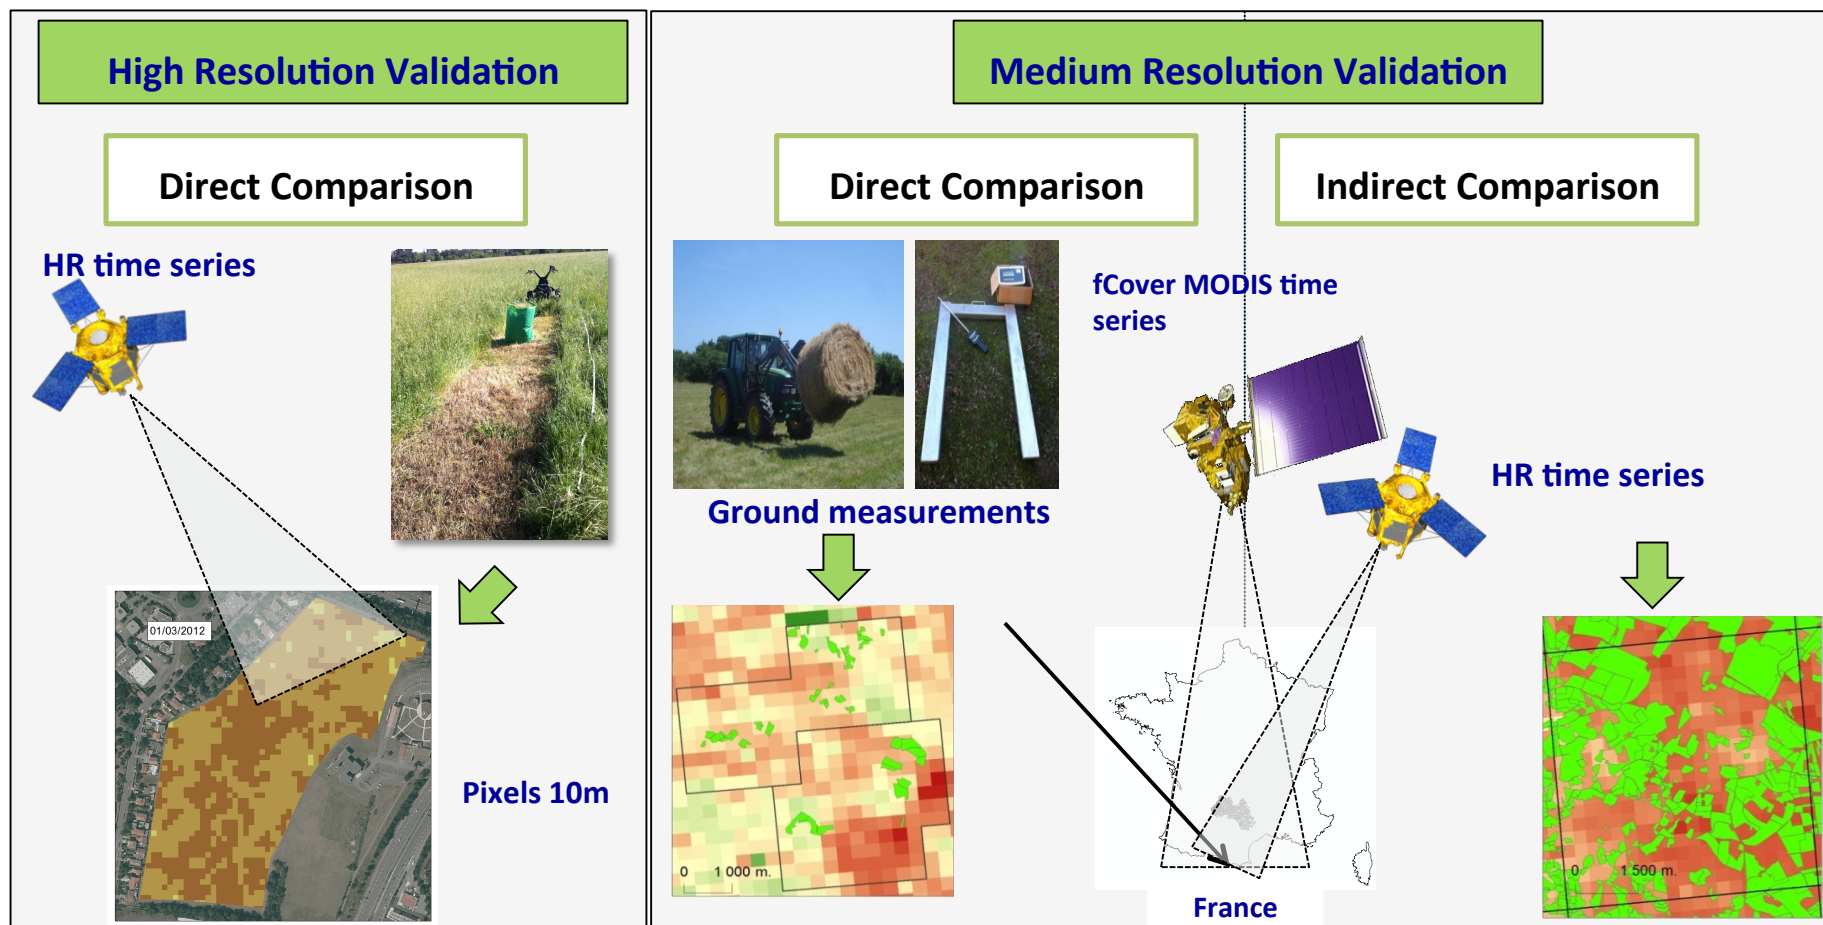 High Resolution Validation
Direct Comparison
HR time series
01/03/2012
Pixels 10m
Medium Resolution Validation
Direct Comparison
Indirect Comparison
fCover MODIS time
series
Ground measurements
HR time series
0 1 000 m.
France
0 1 500 m.